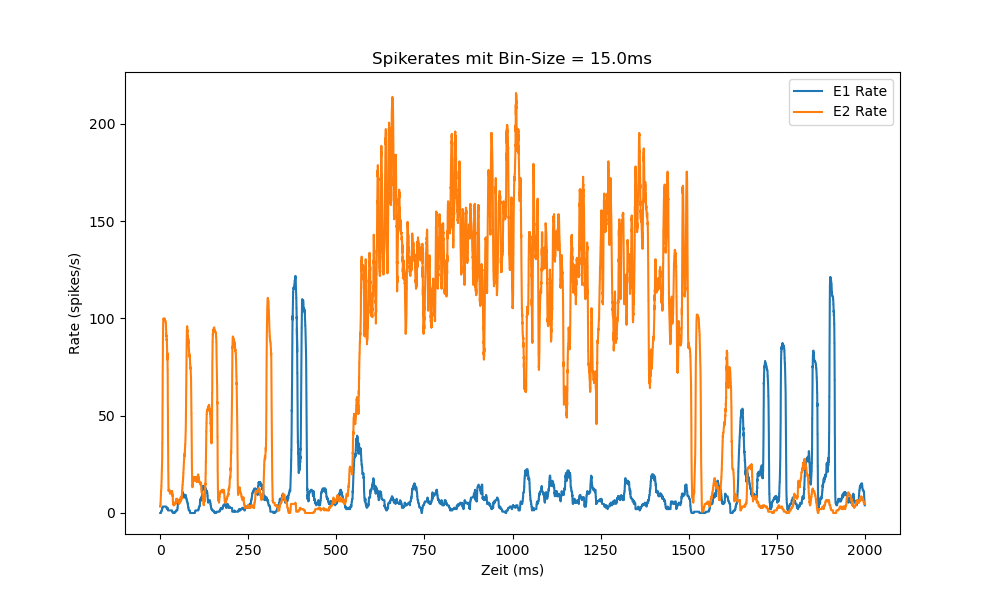 Spikerates mit Bin-Size = 15.0ms
E1 Rate
E2 Rate
200
150
100
50
0
Rate (spikes/s)
0 250 500 750 1000 1250 1500 1750 2000
Zeit (ms)